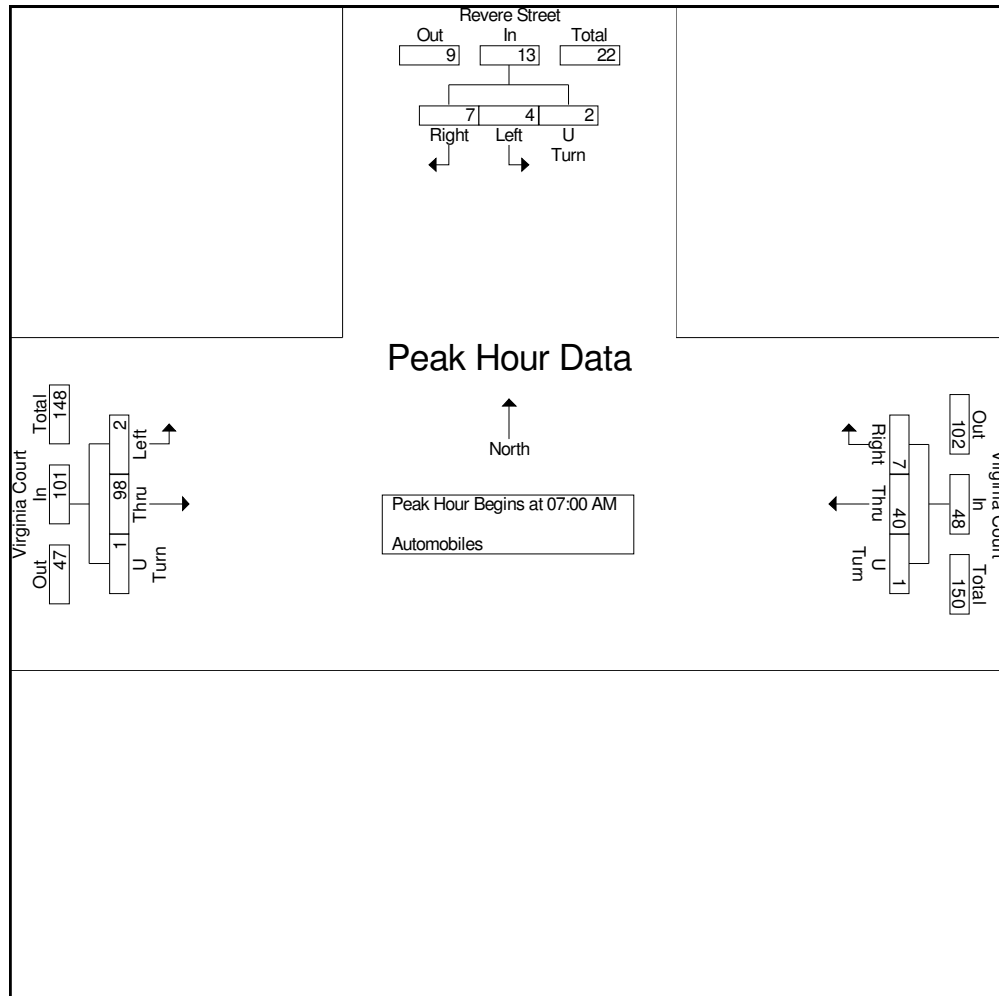 Revere Street
Out In Total
9 13 22
7 4 2
Right Left U
Turn
Peak Hour Data
North
Peak Hour Begins at 07:00 AM
Automobiles
Virginia Court
Out In Total
47 101 148
2 98 1
Left Thru U
Turn
Virginia Court
Out In Total
102 48 150
7 40 1
Right Thru U
Turn